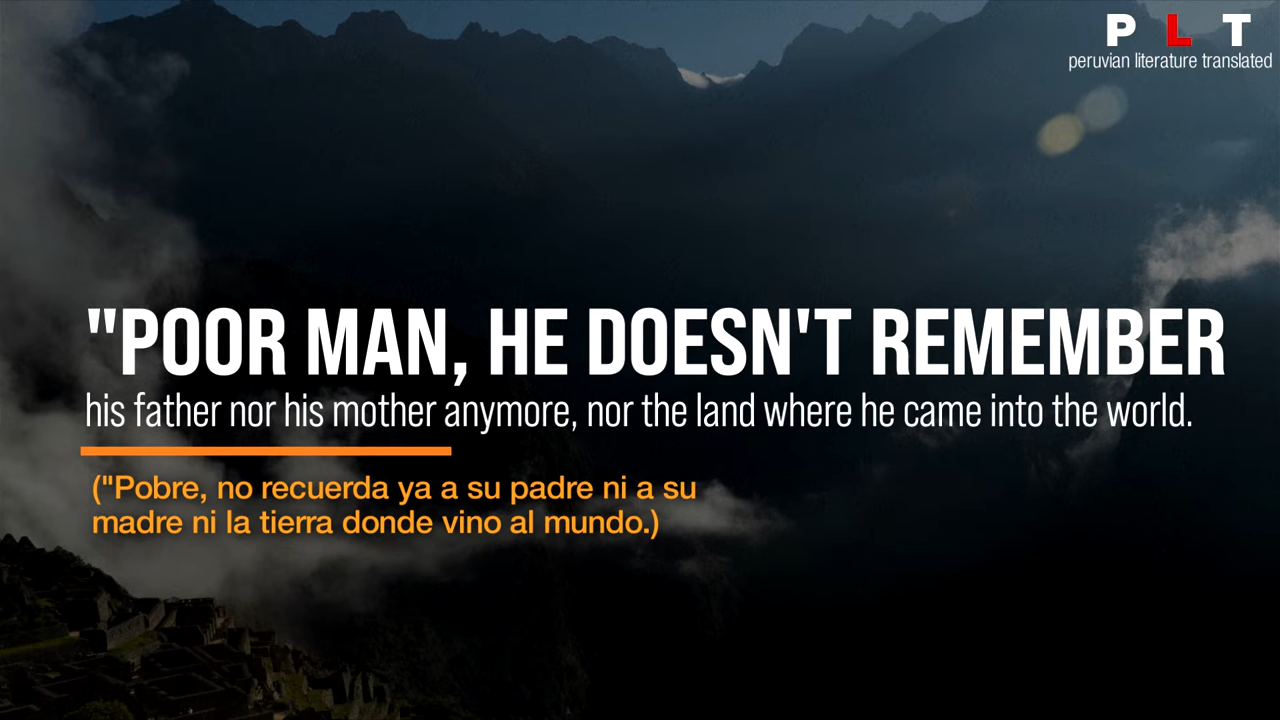 P L T
peruvian literature translated
"POOR MAN, HE DOESN'T REMEMBER
his father nor his mother anymore, nor the land where he came into the world.
("Pobre, no recuerda ya a su padre ni a su
madre ni la tierra donde vino al mundo.)